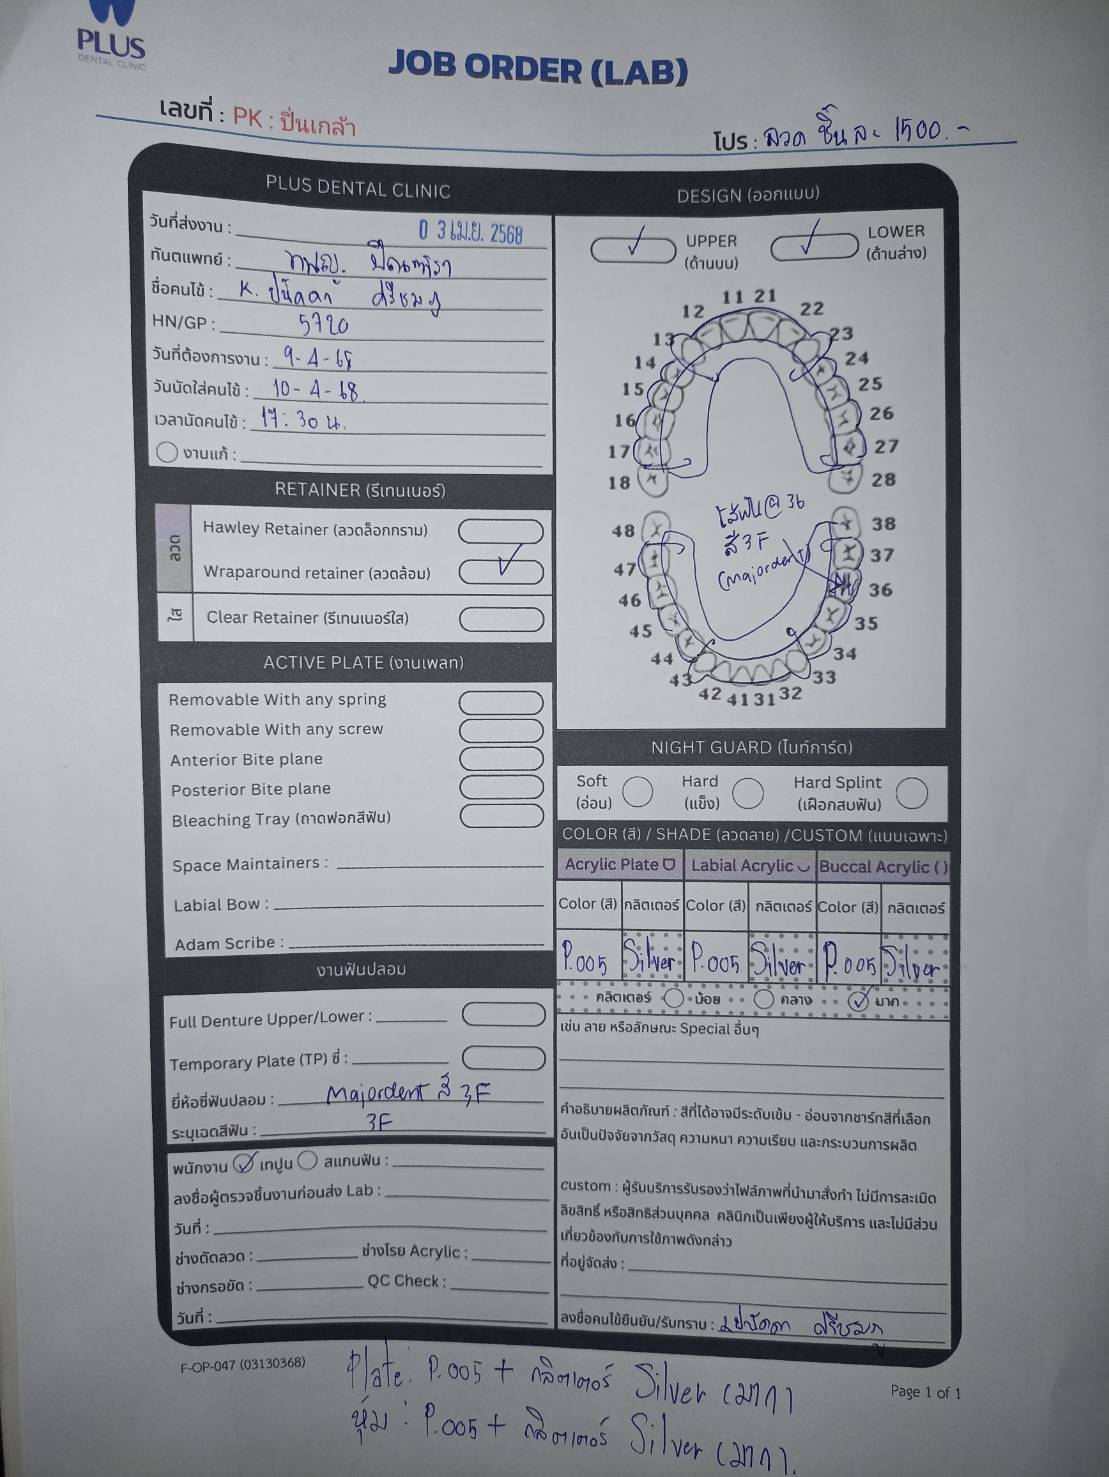 PLUS
DENTAL CLINIC
JOB ORDER (LAB)
เลขที่ : PK : ปิ่นเกล้า
โปร : ลวด ชิ้นละ 1500.-
PLUS DENTAL CLINIC
วันที่ส่งงาน : 0 3 เม.ย. 2568
ทันตแพทย์ : ทพญ.
ชื่อคนไข้ : K.
HN/GP : 5720
วันที่ต้องการงาน : 9-4-68
วันนัดใส่คนไข้ : 10-4-68.
เวลานัดคนไข้ : 17:30 น.
งานแก้ :
RETAINER (รีเทนเนอร์)
ลวด
Hawley Retainer (ลวดล็อกกราม)
Wraparound retainer (ลวดล้อม) ✓
ใส
Clear Retainer (รีเทนเนอร์ใส)
ACTIVE PLATE (งานเพลท)
Removable With any spring
Removable With any screw
Anterior Bite plane
Posterior Bite plane
Bleaching Tray (ถาดฟอกสีฟัน)
Space Maintainers :
Labial Bow :
Adam Scribe :
งานฟันปลอม
Full Denture Upper/Lower :
Temporary Plate (TP) ซี่ :
ยี่ห้อซี่ฟันปลอม : Majordent สี 3F
ระบุเฉดสีฟัน : 3F
พนักงาน ✓ เทปูน สแกนฟัน :
ลงชื่อผู้ตรวจชิ้นงานก่อนส่ง Lab :
วันที่ :
ช่างดัดลวด : ช่างโรย Acrylic :
ช่างกรอขัด : QC Check :
วันที่ :
DESIGN (ออกแบบ)
✓ UPPER ✓ LOWER
(ด้านบน) (ด้านล่าง)
11 21
12 22
13 23
14 24
15 25
16 26
17 27
18 28
ใส่ฟัน@36
สี 3F
(majordent)
48 38
47 37
46 36
45 35
44 34
43 33
42 41 31 32
NIGHT GUARD (ไนท์การ์ด)
Soft Hard Hard Splint
(อ่อน) (แข็ง) (เฝือกสบฟัน)
COLOR (สี) / SHADE (ลวดลาย) /CUSTOM (แบบเฉพาะ)
Acrylic Plate Labial Acrylic Buccal Acrylic ( )
Color (สี) กลิตเตอร์ Color (สี) กลิตเตอร์ Color (สี) กลิตเตอร์
P.005 Silver P.005 Silver P.005 Silver
กลิตเตอร์ น้อย กลาง ✓ มาก
เช่น ลาย หรือลักษณะ Special อื่นๆ
คำอธิบายผลิตภัณฑ์ : สีที่ได้อาจมีระดับเข้ม - อ่อนจากชาร์ทสีที่เลือก
อันเป็นปัจจัยจากวัสดุ ความหนา ความเรียบ และกระบวนการผลิต
custom : ผู้รับบริการรับรองว่าไฟล์ภาพที่นำมาสั่งทำ ไม่มีการละเมิด
ลิขสิทธิ์ หรือสิทธิส่วนบุคคล คลินิกเป็นเพียงผู้ให้บริการ และไม่มีส่วน
เกี่ยวข้องกับการใช้ภาพดังกล่าว
ที่อยู่จัดส่ง :
ลงชื่อคนไข้ยืนยัน/รับทราบ :
F-OP-047 (03130368)
Page 1 of 1
Plate: P.005 + กลิตเตอร์ Silver (มาก)
หุ้ม : P.005 + กลิตเตอร์ Silver (มาก).